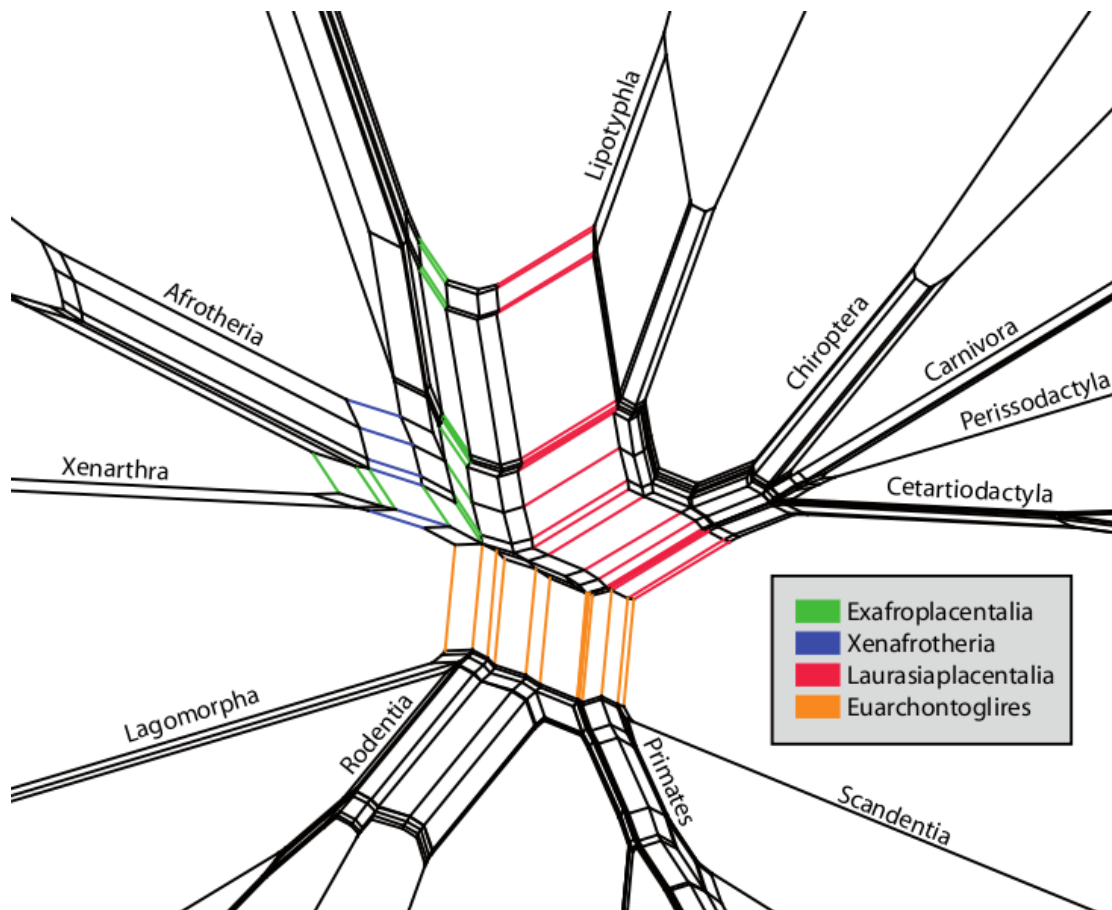 Lipotyphla
Afrotheria
Chiroptera
Carnivora
Perissodactyla
Xenarthra
Cetartiodactyla
Exafroplacentalia
Xenafrotheria
Laurasiaplacentalia
Euarchontoglires
Lagomorpha
Rodentia
Primates
Scandentia